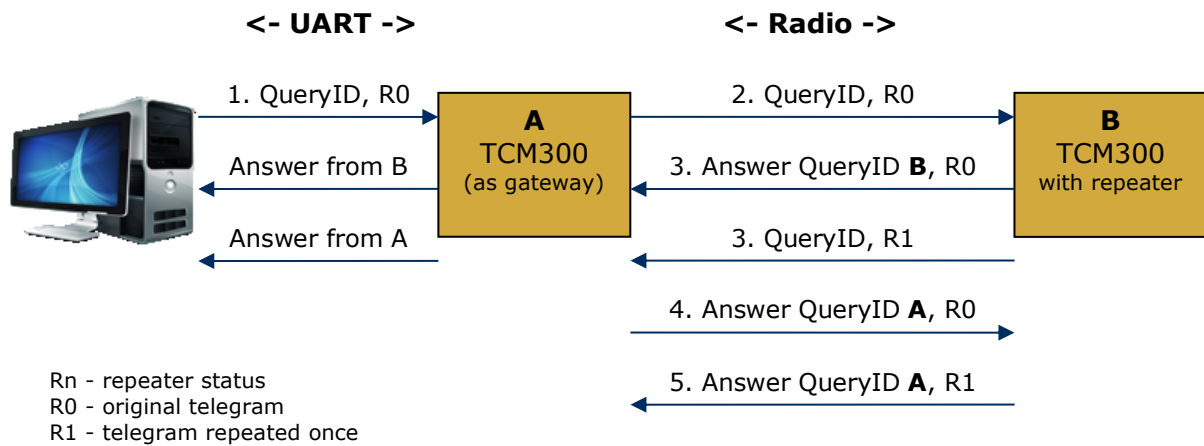 <- UART ->
<- Radio ->
1. QueryID, R0
2. QueryID, R0
A
TCM300
(as gateway)
B
TCM300
with repeater
Answer from B
3. Answer QueryID B, R0
Answer from A
3. QueryID, R1
4. Answer QueryID A, R0
5. Answer QueryID A, R1
Rn - repeater status
R0 - original telegram
R1 - telegram repeated once